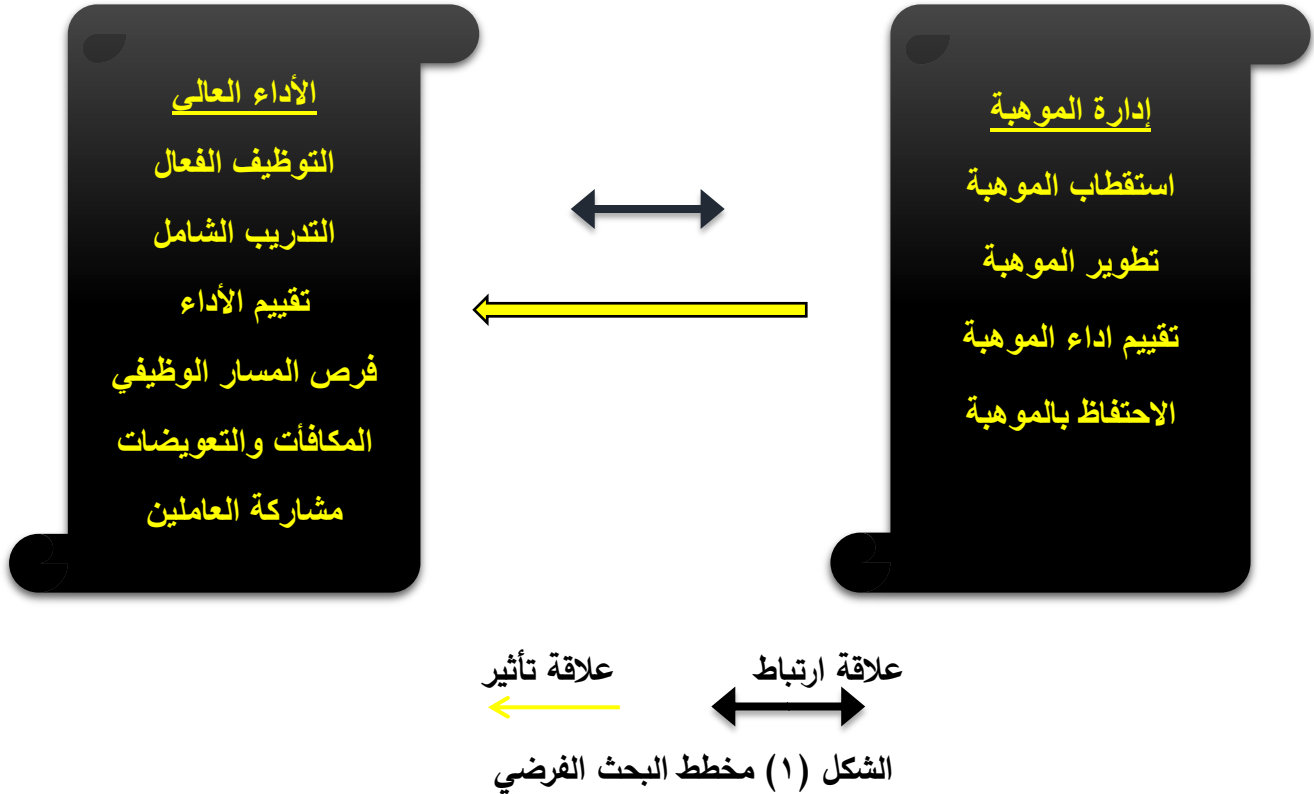 إدارة الموهبة
استقطاب الموهبة
تطوير الموهبة
تقييم اداء الموهبة
الاحتفاظ بالموهبة
الأداء العالي
التوظيف الفعال
التدريب الشامل
تقييم الأداء
فرص المسار الوظيفي
المكافأت والتعويضات
مشاركة العاملين
علاقة ارتباط
علاقة تأثير
الشكل (١) مخطط البحث الفرضي